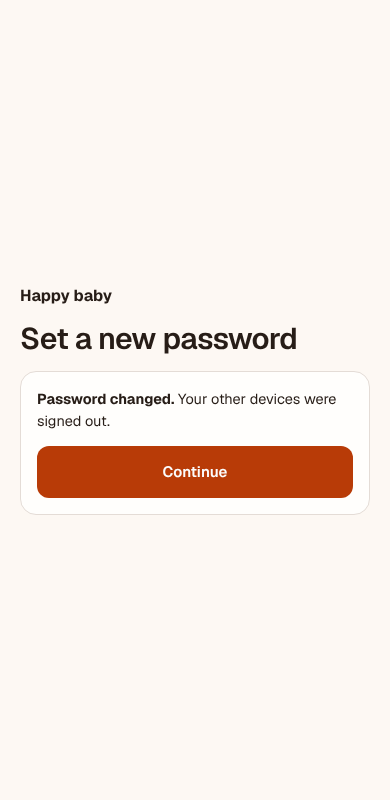 Happy baby
Set a new password
Password changed. Your other devices were
signed out.
Continue